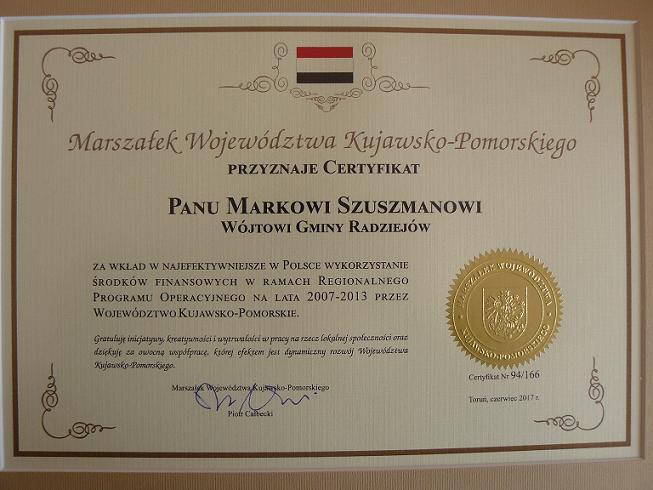 Marszałek Województwa Kujawsko-Pomorskiego
PRZYZNAJE CERTYFIKAT
PANU MARKOWI SZUSZMANOWI
WÓJTOWI GMINY RADZIEJÓW
ZA WKŁAD W NAJEFEKTYWNIEJSZE W POLSCE WYKORZYSTANIE
ŚRODKÓW FINANSOWYCH W RAMACH REGIONALNEGO
PROGRAMU OPERACYJNEGO NA LATA 2007-2013 PRZEZ
WOJEWÓDZTWO KUJAWSKO-POMORSKIE.
Gratuluję inicjatywy, kreatywności i wytrwałości w pracy na rzecz lokalnej społeczności oraz
dziękuję za owocną współpracę, której efektem jest dynamiczny rozwój Województwa
Kujawsko-Pomorskiego.
Marszałek Województwa Kujawsko-Pomorskiego
Piotr Całbecki
MARSZAŁEK WOJEWÓDZTWA
KUJAWSKO-POMORSKIEGO
Certyfikat Nr 94/166
Toruń, czerwiec 2017 r.